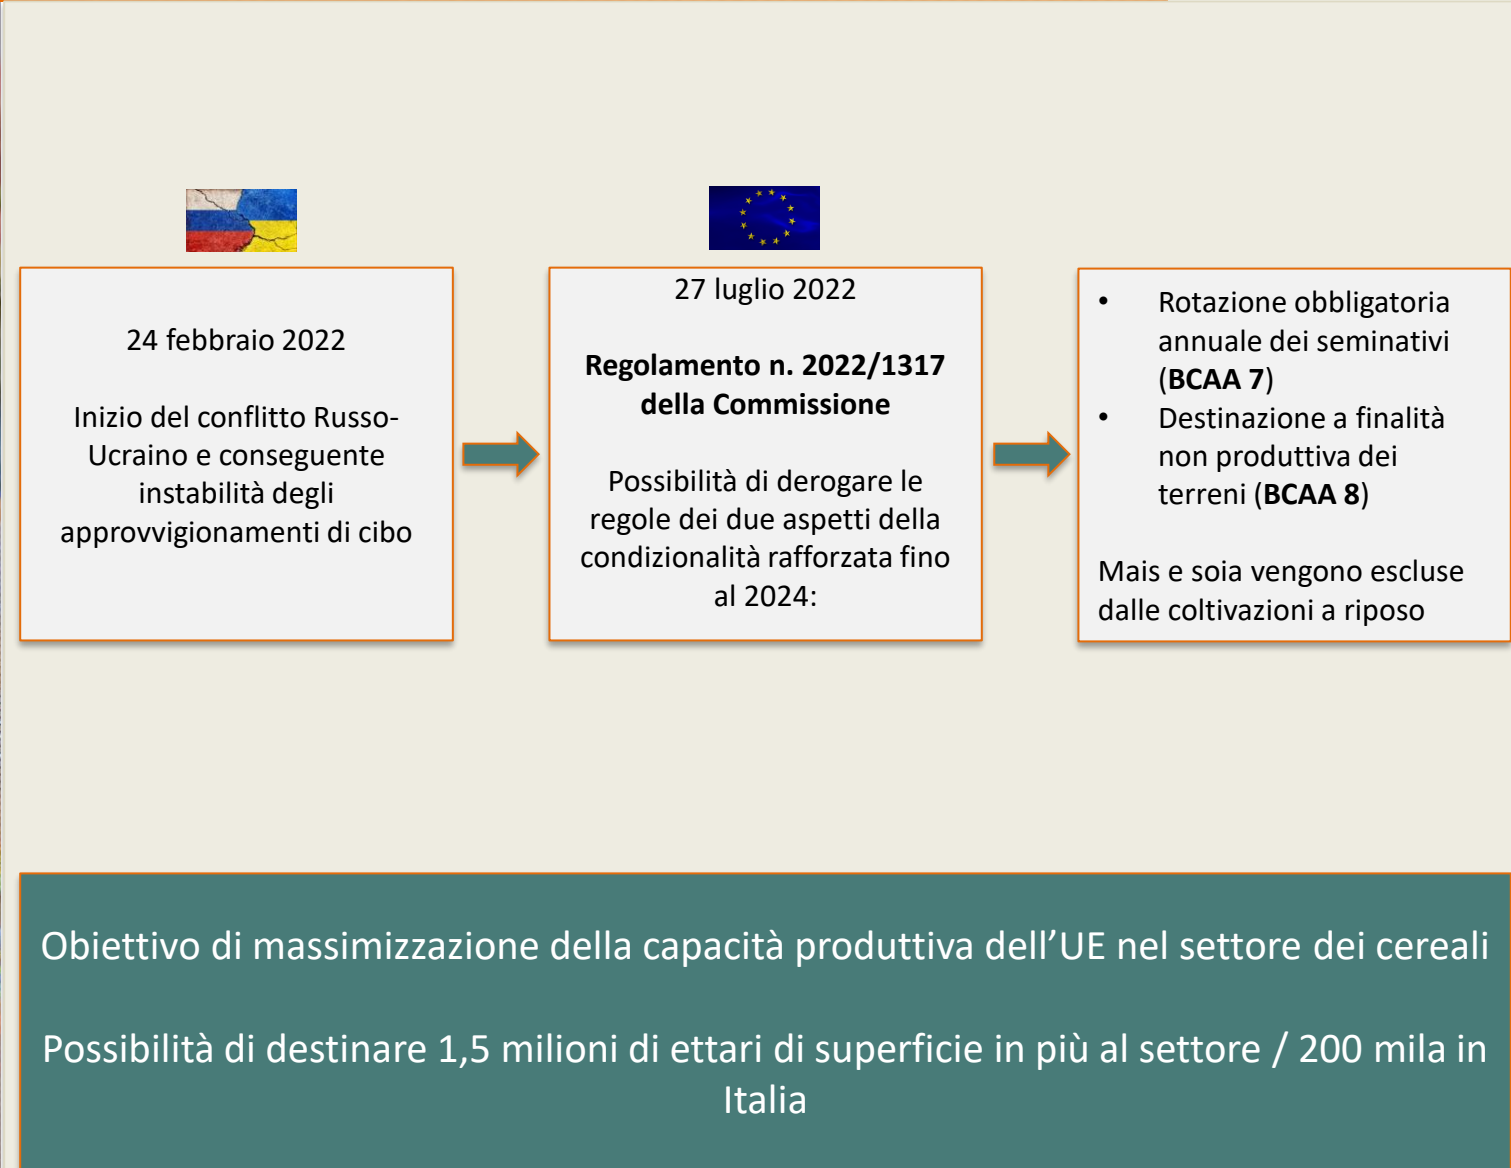 24 febbraio 2022
Inizio del conflitto Russo-
Ucraino e conseguente
instabilità degli
approvvigionamenti di cibo
27 luglio 2022
Regolamento n. 2022/1317
della Commissione
Possibilità di derogare le
regole dei due aspetti della
condizionalità rafforzata fino
al 2024:
• Rotazione obbligatoria
annuale dei seminativi
(BCAA 7)
• Destinazione a finalità
non produttiva dei
terreni (BCAA 8)
Mais e soia vengono escluse
dalle coltivazioni a riposo
Obiettivo di massimizzazione della capacità produttiva dell’UE nel settore dei cereali
Possibilità di destinare 1,5 milioni di ettari di superficie in più al settore / 200 mila in
Italia